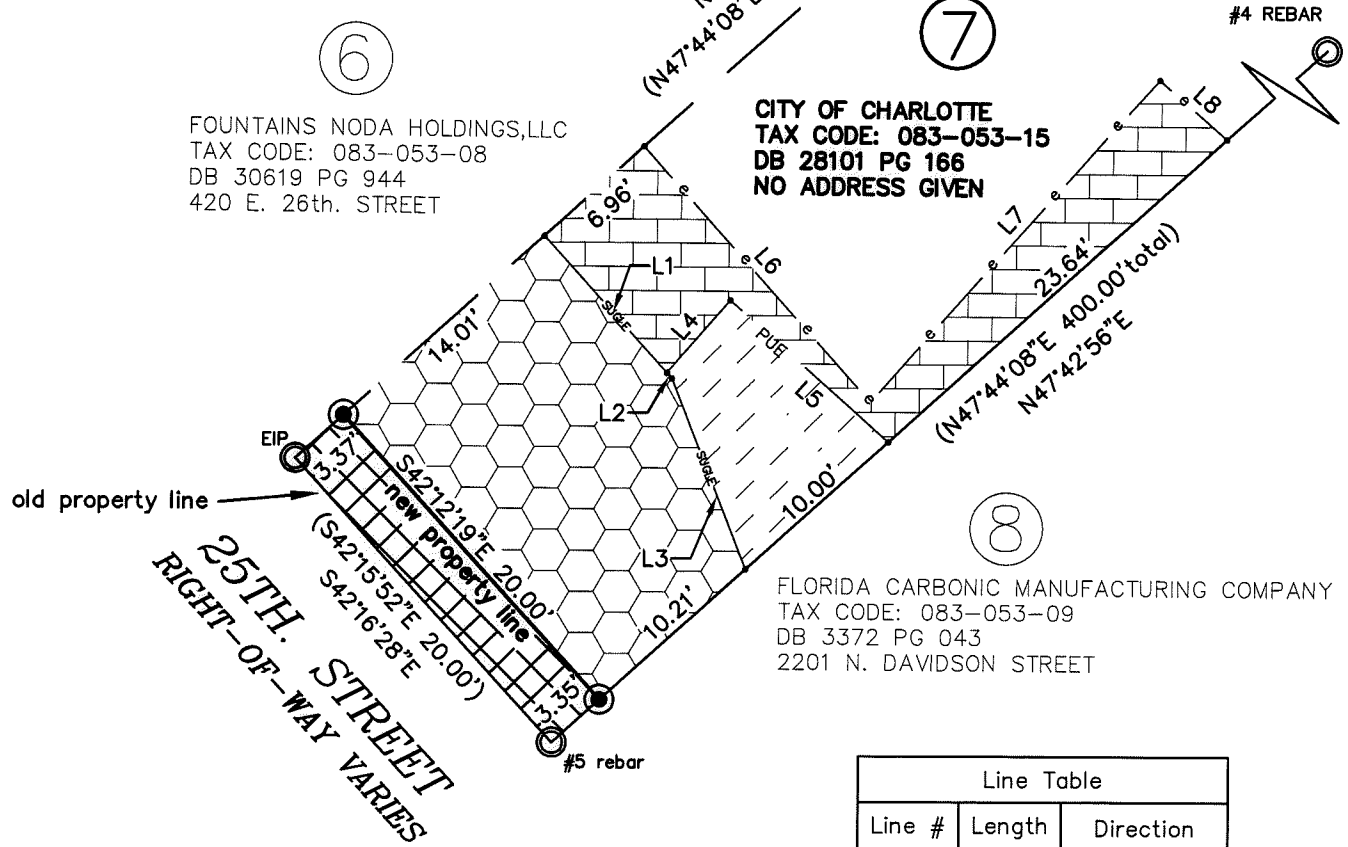 (N47°44'08"
#4 REBAR
6
7
FOUNTAINS NODA HOLDINGS,LLC
TAX CODE: 083-053-08
DB 30619 PG 944
420 E. 26th. STREET
CITY OF CHARLOTTE
TAX CODE: 083-053-15
DB 28101 PG 166
NO ADDRESS GIVEN
L8
L7
6.96'
L6
L1
SUGLE
23.64'
(N47°44'08"E 400.00'total)
N47°42'56"E
L4
PUE
14.01'
L5
L2
EIP
3.37'
SUGLE
S42°12'19"E 20.00'
new property line
old property line
10.00'
(S42°15'52"E 20.00')
S42°16'28"E
L3
8
25TH. STREET
RIGHT-OF-WAY VARIES
10.21'
FLORIDA CARBONIC MANUFACTURING COMPANY
TAX CODE: 083-053-09
DB 3372 PG 043
2201 N. DAVIDSON STREET
3.35'
#5 rebar
Line Table
Line # Length Direction